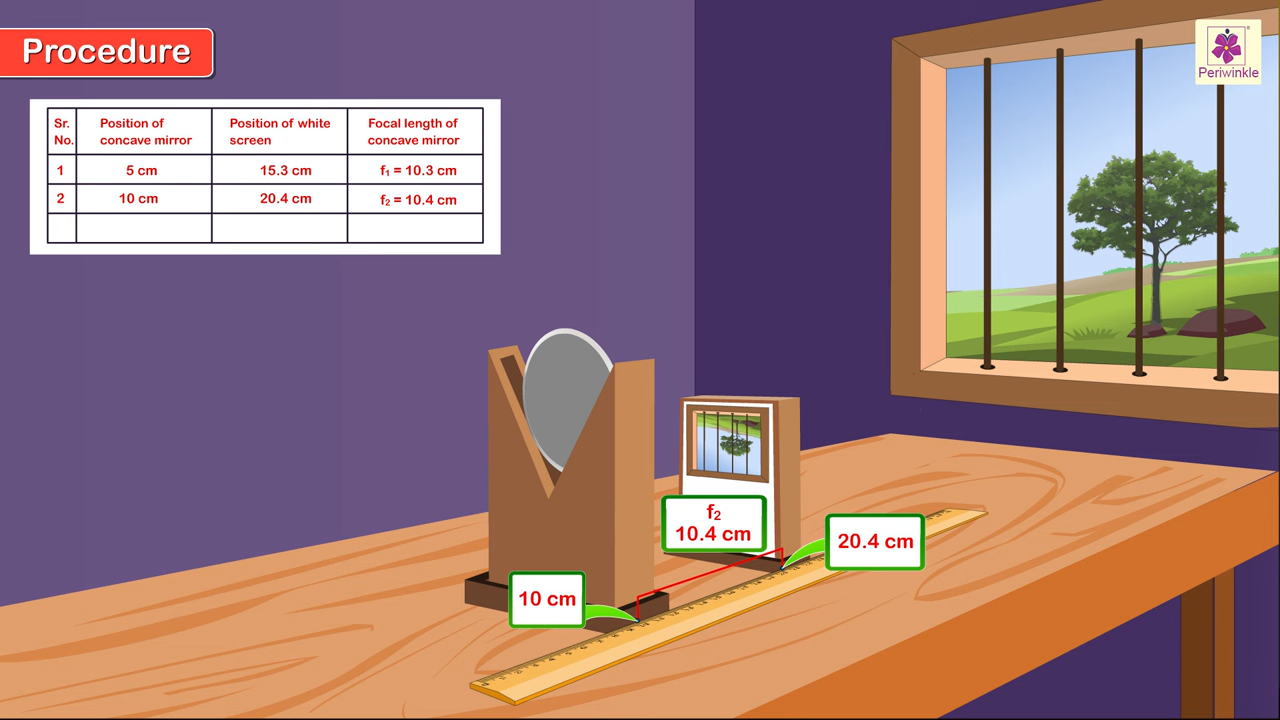 Procedure
Periwinkle
Sr. No. Position of concave mirror Position of white screen Focal length of concave mirror
1 5 cm 15.3 cm f₁ = 10.3 cm
2 10 cm 20.4 cm f₂ = 10.4 cm
f₂
10.4 cm
20.4 cm
10 cm